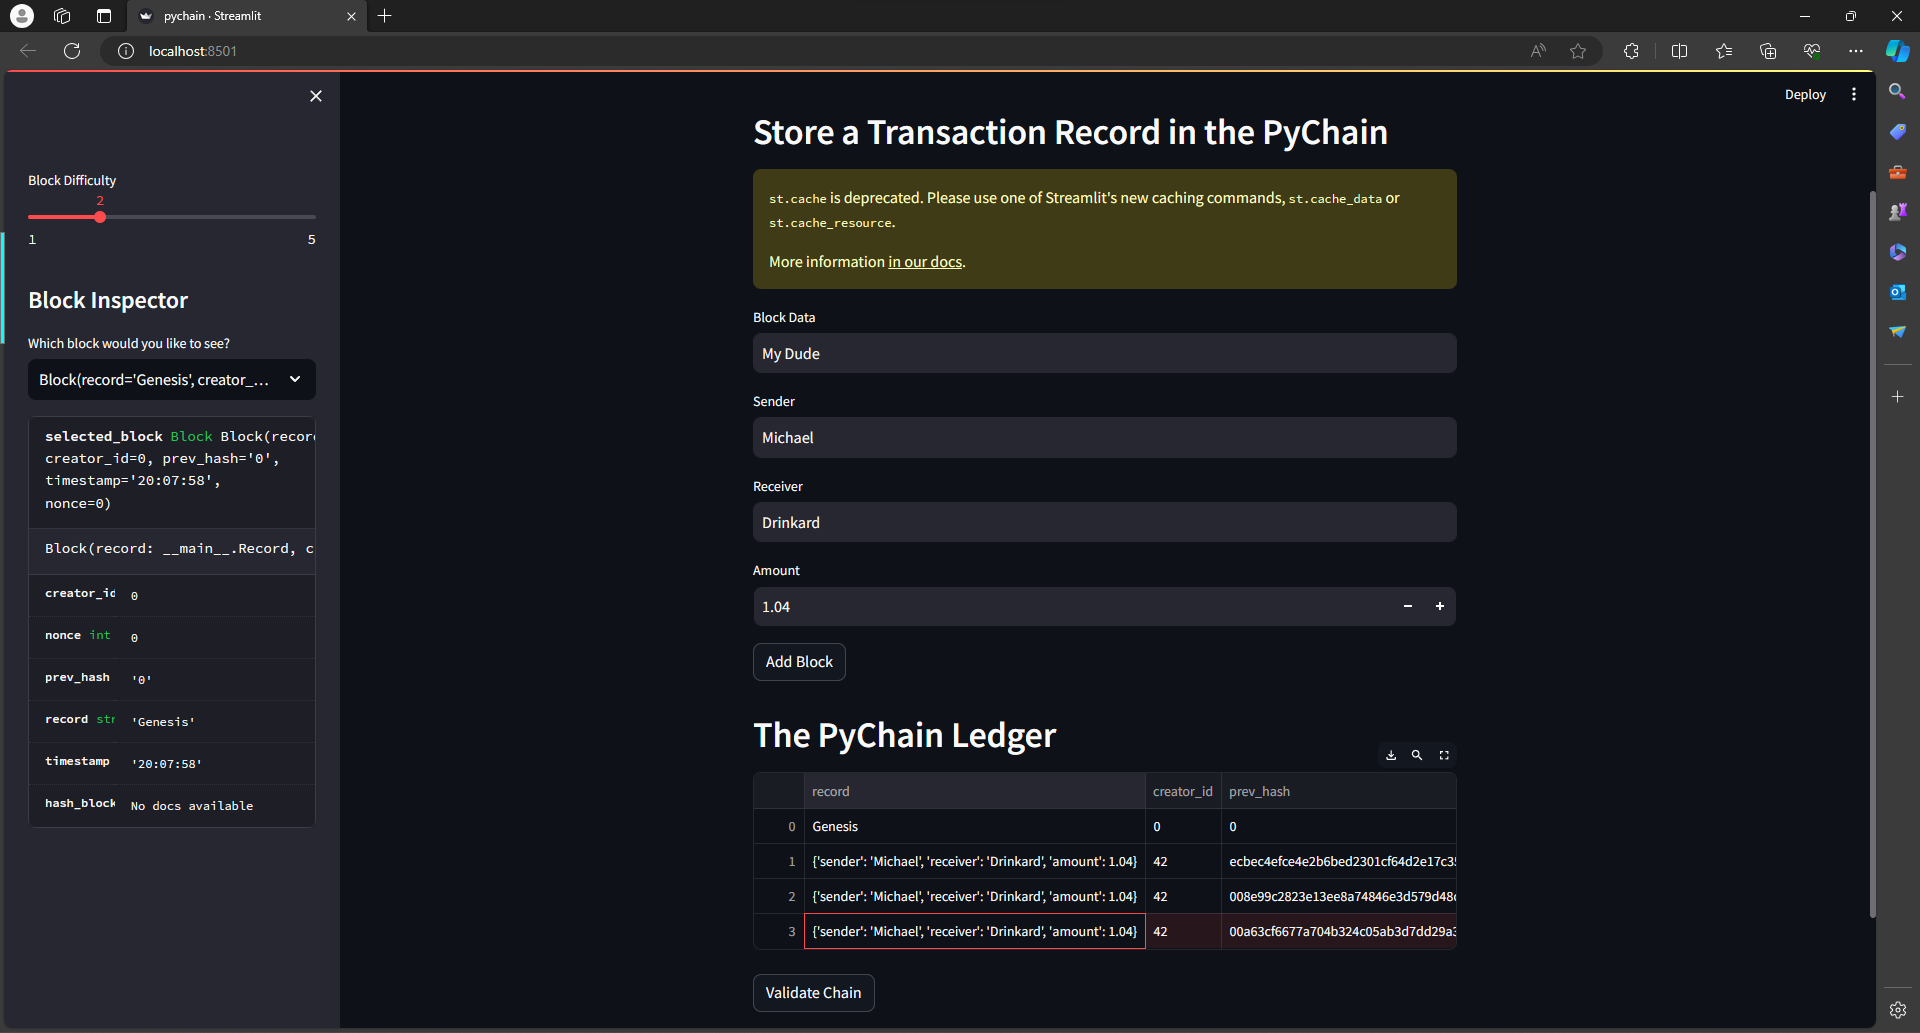 pychain · Streamlit
localhost:8501
Deploy
Block Difficulty
2
1
5
Block Inspector
Which block would you like to see?
Block(record='Genesis', creator_...
selected_block Block Block(recor
creator_id=0, prev_hash='0',
timestamp='20:07:58',
nonce=0)
Block(record: __main__.Record, c
creator_id 0
nonce int 0
prev_hash '0'
record str 'Genesis'
timestamp '20:07:58'
hash_block No docs available
Store a Transaction Record in the PyChain
st.cache is deprecated. Please use one of Streamlit's new caching commands, st.cache_data or
st.cache_resource.
More information in our docs.
Block Data
My Dude
Sender
Michael
Receiver
Drinkard
Amount
1.04
Add Block
The PyChain Ledger
record creator_id prev_hash
0 Genesis 0 0
1 {'sender': 'Michael', 'receiver': 'Drinkard', 'amount': 1.04} 42 ecbec4efce4e2b6bed2301cf64d2e17c35
2 {'sender': 'Michael', 'receiver': 'Drinkard', 'amount': 1.04} 42 008e99c2823e13ee8a74846e3d579d48c
3 {'sender': 'Michael', 'receiver': 'Drinkard', 'amount': 1.04} 42 00a63cf6677a704b324c05ab3d7dd29a3
Validate Chain